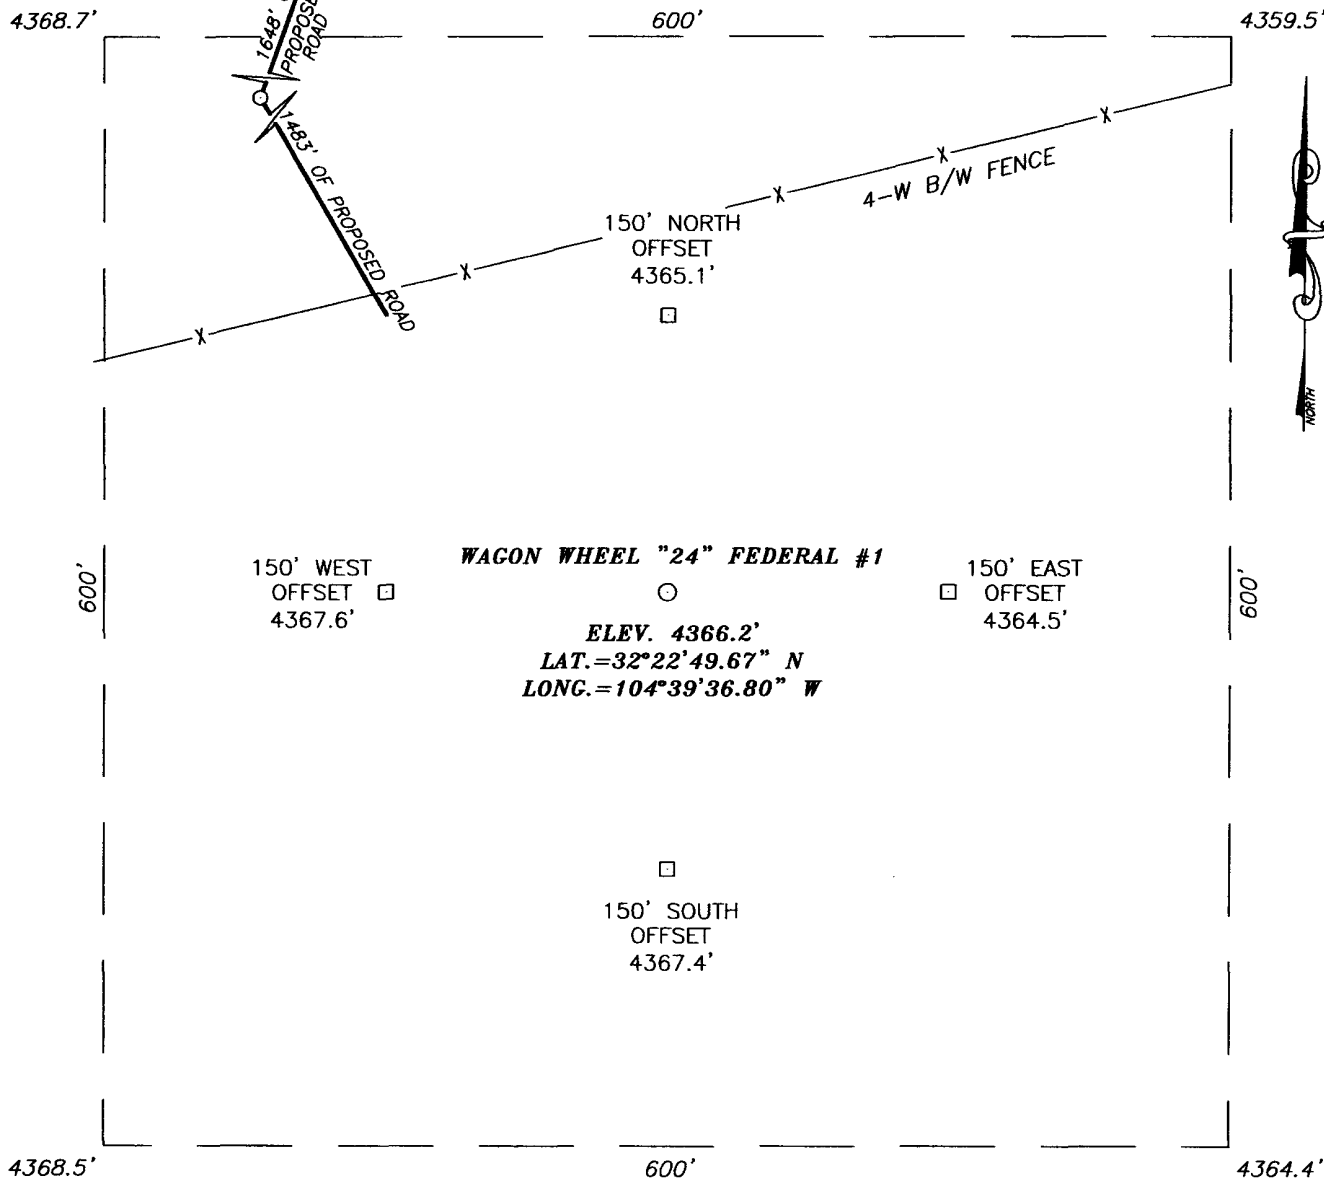 4368.7'
600'
4359.5'
1648'
PROPOSE
ROAD
1483' OF PROPOSED ROAD
4-W B/W FENCE
150' NORTH
OFFSET
4365.1'
NORTH
WAGON WHEEL "24" FEDERAL #1
150' WEST
OFFSET
4367.6'
150' EAST
OFFSET
4364.5'
600'
600'
ELEV. 4366.2'
LAT.=32°22'49.67" N
LONG.=104°39'36.80" W
150' SOUTH
OFFSET
4367.4'
4368.5'
600'
4364.4'